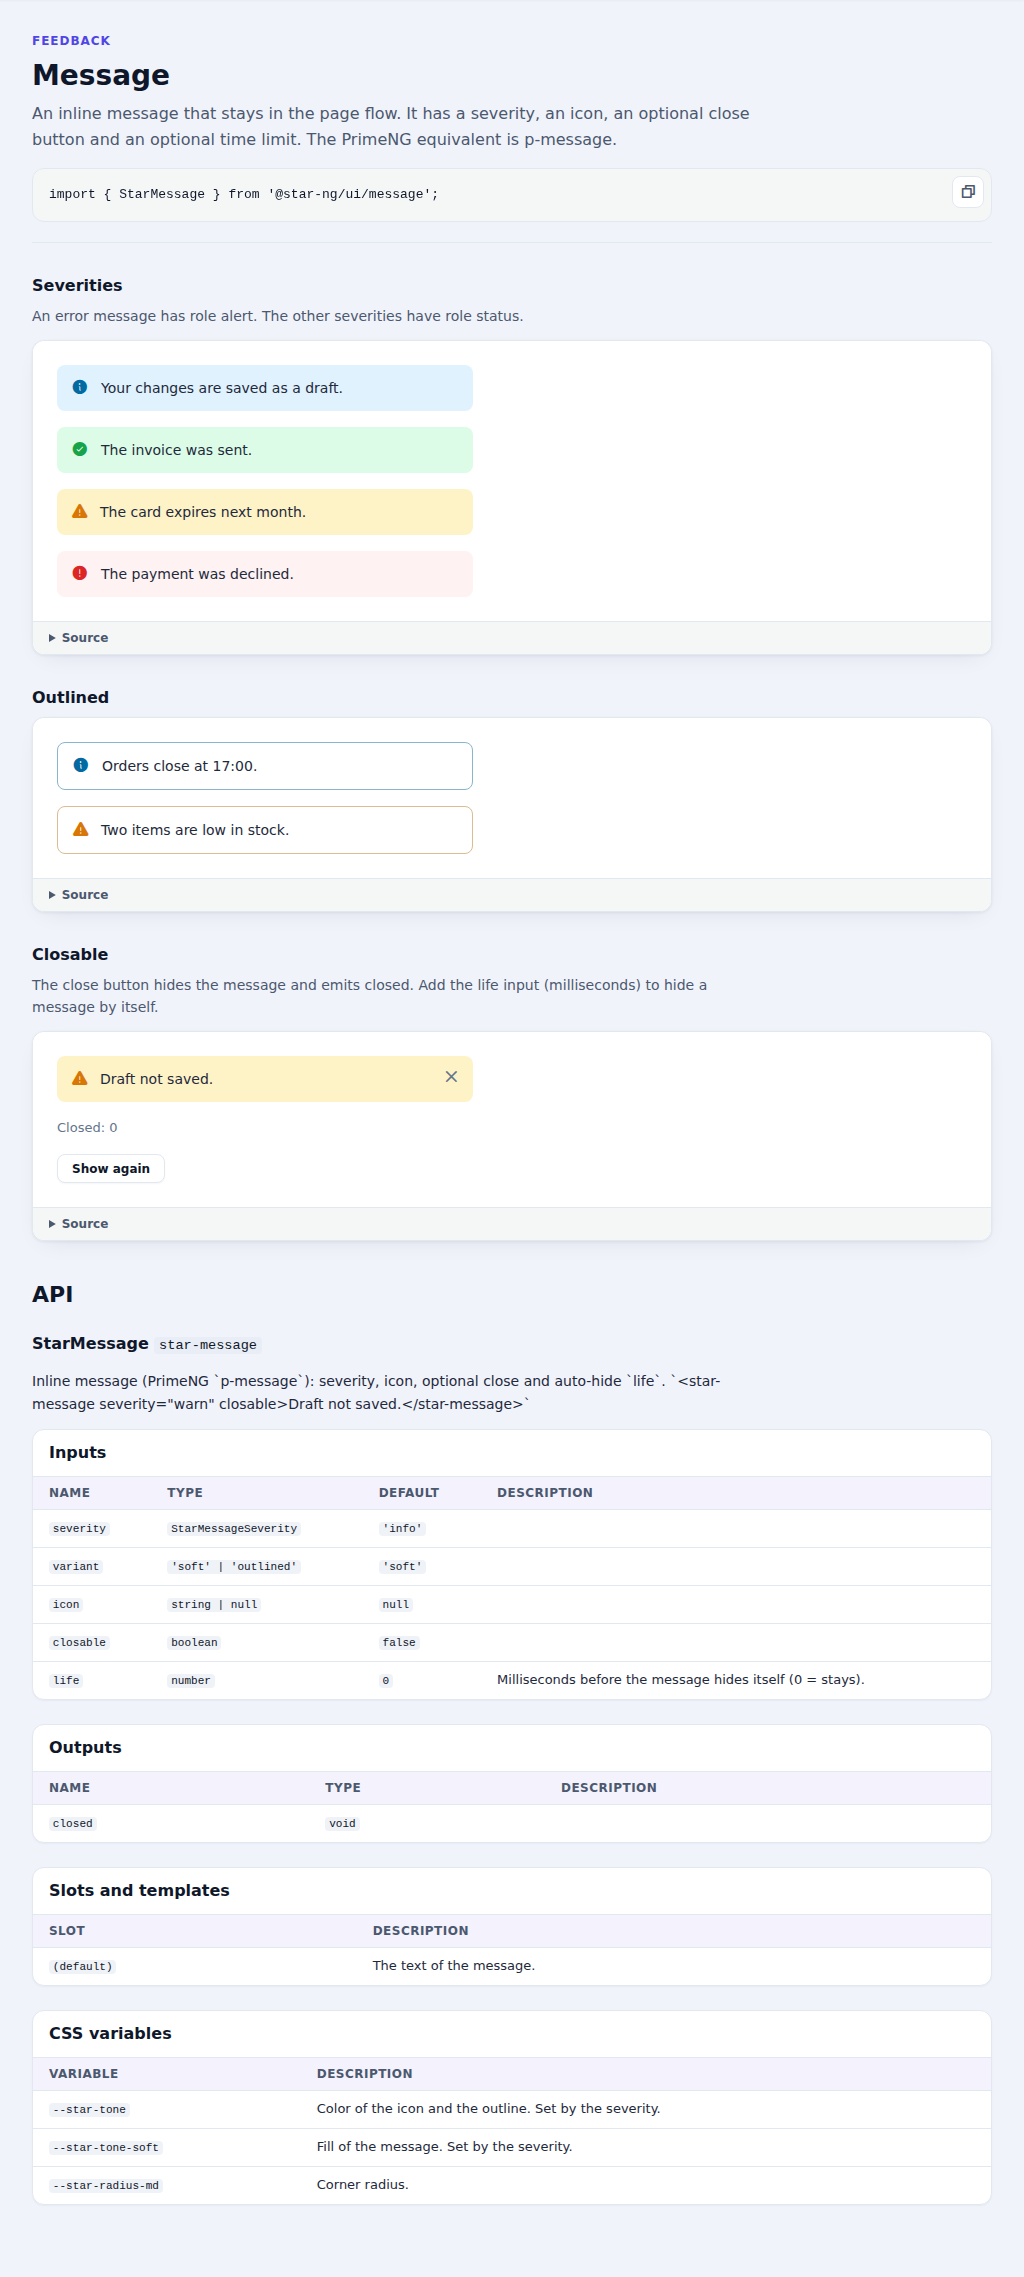 FEEDBACK
Message
An inline message that stays in the page flow. It has a severity, an icon, an optional close
button and an optional time limit. The PrimeNG equivalent is p-message.
import { StarMessage } from '@star-ng/ui/message';
Severities
An error message has role alert. The other severities have role status.
Your changes are saved as a draft.
The invoice was sent.
The card expires next month.
The payment was declined.
Source
Outlined
Orders close at 17:00.
Two items are low in stock.
Source
Closable
The close button hides the message and emits closed. Add the life input (milliseconds) to hide a
message by itself.
Draft not saved.
Closed: 0
Show again
Source
API
StarMessage star-message
Inline message (PrimeNG `p-message`): severity, icon, optional close and auto-hide `life`. `<star-
message severity="warn" closable>Draft not saved.</star-message>`
Inputs
NAME TYPE DEFAULT DESCRIPTION
severity StarMessageSeverity 'info'
variant 'soft' | 'outlined' 'soft'
icon string | null null
closable boolean false
life number 0 Milliseconds before the message hides itself (0 = stays).
Outputs
NAME TYPE DESCRIPTION
closed void
Slots and templates
SLOT DESCRIPTION
(default) The text of the message.
CSS variables
VARIABLE DESCRIPTION
--star-tone Color of the icon and the outline. Set by the severity.
--star-tone-soft Fill of the message. Set by the severity.
--star-radius-md Corner radius.